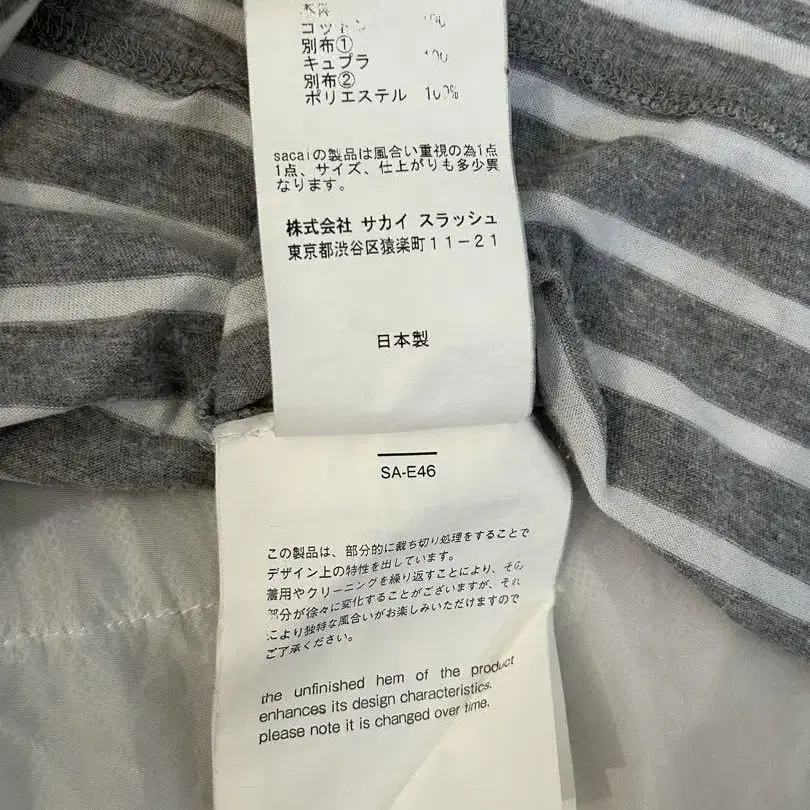 コットン
別布①
キュプラ
別布②
ポリエステル 100%
sacaiの製品は風合い重視の為1点
1点、サイズ、仕上がりも多少異
なります。
株式会社 サカイ スラッシュ
東京都渋谷区猿楽町11-21
日本製
SA-E46
この製品は、部分的に裁ち切り処理をすることで
デザイン上の特性を出しています。
着用やクリーニングを繰り返すことにより、その
部分が徐々に変化することがございますが、それ
により独特な風合いがお楽しみいただけますので
ご了承ください。
the unfinished hem of the product
enhances its design characteristics.
please note it is changed over time.